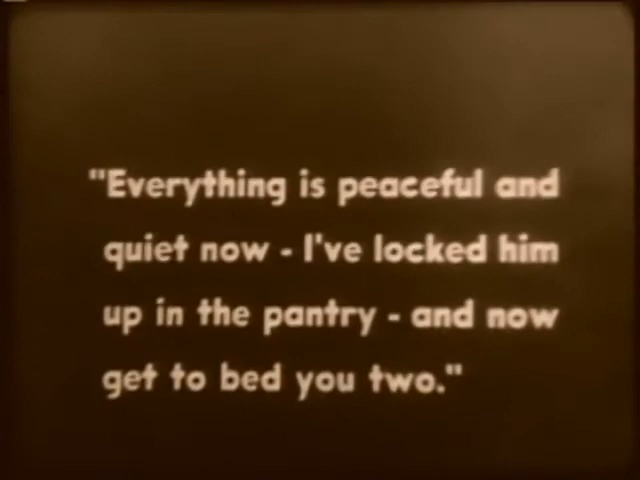 "Everything is peaceful and
quiet now - I've locked him
up in the pantry - and now
get to bed you two."